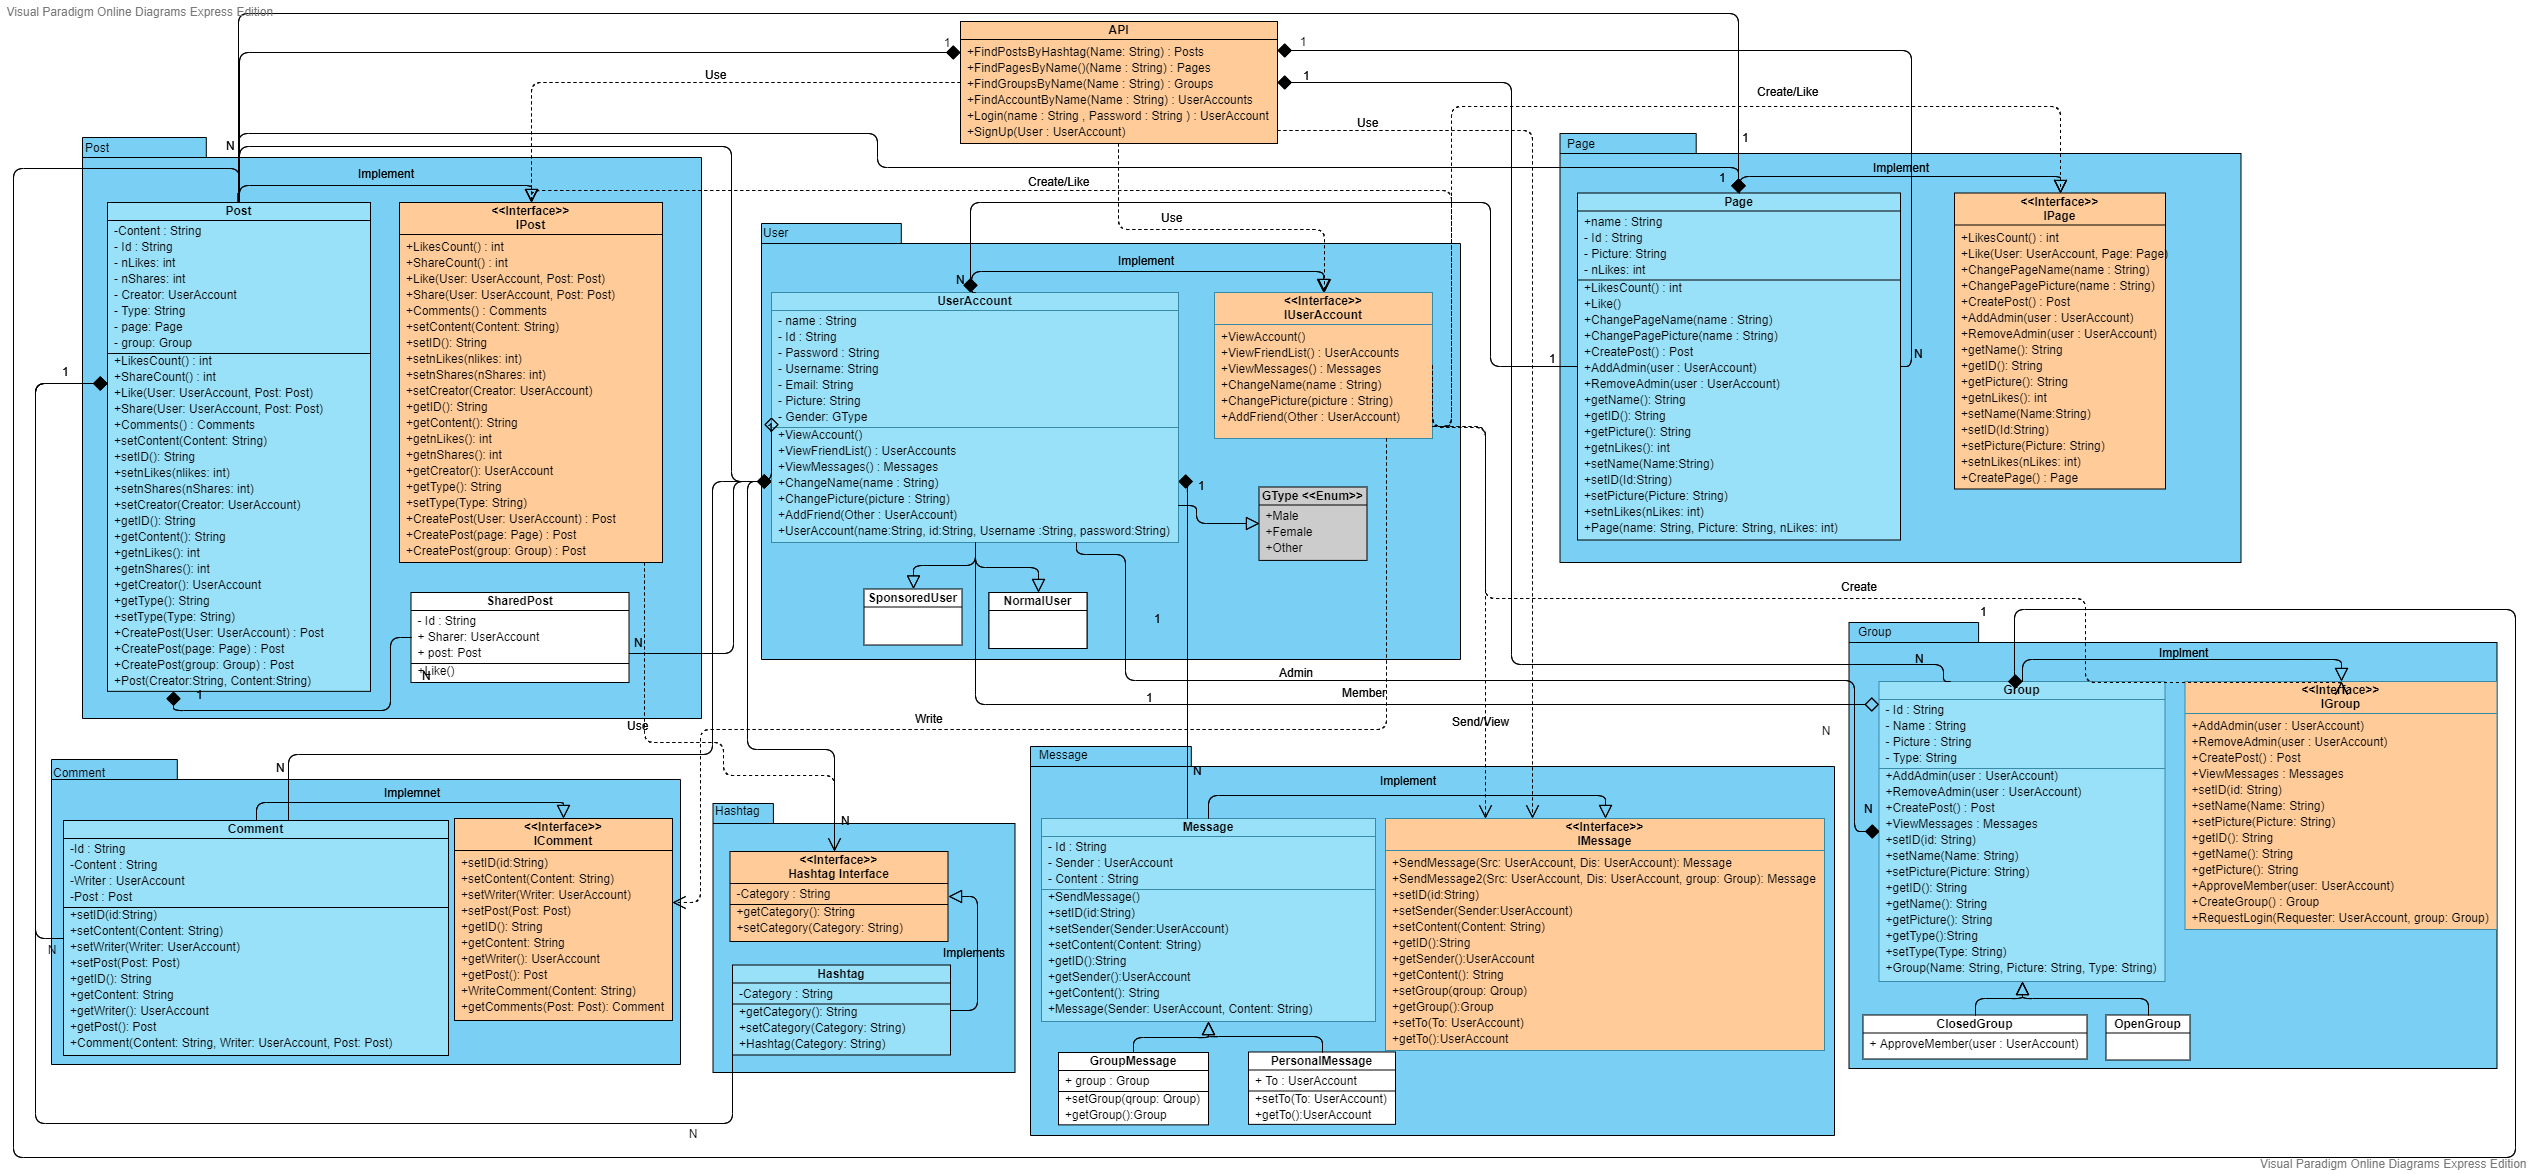 Visual Paradigm Online Diagrams Express Edition
API
+FindPostsByHashtag(Name: String) : Posts
+FindPagesByName()(Name : String) : Pages
+FindGroupsByName(Name : String) : Groups
+FindAccountByName(Name : String) : UserAccounts
+Login(name : String , Password : String ) : UserAccount
+SignUp(User : UserAccount)
1
1
1
Use
Use
Use
Create/Like
Create/Like
N
1
1
Post
Implement
Post
-Content : String
- Id : String
- nLikes: int
- nShares: int
- Creator: UserAccount
- Type: String
- page: Page
- group: Group
+LikesCount() : int
+ShareCount() : int
+Like(User: UserAccount, Post: Post)
+Share(User: UserAccount, Post: Post)
+Comments() : Comments
+setContent(Content: String)
+setID(): String
+setnLikes(nlikes: int)
+setnShares(nShares: int)
+setCreator(Creator: UserAccount)
+getID(): String
+getContent(): String
+getnLikes(): int
+getnShares(): int
+getCreator(): UserAccount
+getType(): String
+setType(Type: String)
+CreatePost(User: UserAccount) : Post
+CreatePost(page: Page) : Post
+CreatePost(group: Group) : Post
+Post(Creator:String, Content:String)
1
1
<<Interface>>
IPost
+LikesCount() : int
+ShareCount() : int
+Like(User: UserAccount, Post: Post)
+Share(User: UserAccount, Post: Post)
+Comments() : Comments
+setContent(Content: String)
+setID(): String
+setnLikes(nlikes: int)
+setnShares(nShares: int)
+setCreator(Creator: UserAccount)
+getID(): String
+getContent(): String
+getnLikes(): int
+getnShares(): int
+getCreator(): UserAccount
+getType(): String
+setType(Type: String)
+CreatePost(User: UserAccount) : Post
+CreatePost(page: Page) : Post
+CreatePost(group: Group) : Post
SharedPost
- Id : String
+ Sharer: UserAccount
+ post: Post
+Like()
N
N
Use
User
Implement
N
UserAccount
- name : String
- Id : String
- Password : String
- Username: String
- Email: String
- Picture: String
- Gender: GType
1
+ViewAccount()
+ViewFriendList() : UserAccounts
+ViewMessages() : Messages
+ChangeName(name : String)
+ChangePicture(picture : String)
+AddFriend(Other : UserAccount)
+UserAccount(name:String, id:String, Username :String, password:String)
<<Interface>>
IUserAccount
+ViewAccount()
+ViewFriendList() : UserAccounts
+ViewMessages() : Messages
+ChangeName(name : String)
+ChangePicture(picture : String)
+AddFriend(Other : UserAccount)
1
GType <<Enum>>
+Male
+Female
+Other
SponsoredUser
NormalUser
1
1
Admin
Member
Write
Send/View
Page
Implement
Page
+name : String
- Id : String
- Picture: String
- nLikes: int
+LikesCount() : int
+Like()
+ChangePageName(name : String)
+ChangePagePicture(name : String)
+CreatePost() : Post
+AddAdmin(user : UserAccount)
+RemoveAdmin(user : UserAccount)
+getName(): String
+getID(): String
+getPicture(): String
+getnLikes(): int
+setName(Name:String)
+setID(Id:String)
+setPicture(Picture: String)
+setnLikes(nLikes: int)
+Page(name: String, Picture: String, nLikes: int)
1
N
<<Interface>>
IPage
+LikesCount() : int
+Like(User: UserAccount, Page: Page)
+ChangePageName(name : String)
+ChangePagePicture(name : String)
+CreatePost() : Post
+AddAdmin(user : UserAccount)
+RemoveAdmin(user : UserAccount)
+getName(): String
+getID(): String
+getPicture(): String
+getnLikes(): int
+setName(Name:String)
+setID(Id:String)
+setPicture(Picture: String)
+setnLikes(nLikes: int)
+CreatePage() : Page
Create
1
Group
Implment
N
N
N
Group
- Id : String
- Name : String
- Picture : String
- Type: String
+AddAdmin(user : UserAccount)
+RemoveAdmin(user : UserAccount)
+CreatePost() : Post
+ViewMessages : Messages
+setID(id: String)
+setName(Name: String)
+setPicture(Picture: String)
+getID(): String
+getName(): String
+getPicture(): String
+getType():String
+setType(Type: String)
+Group(Name: String, Picture: String, Type: String)
<<Interface>>
IGroup
+AddAdmin(user : UserAccount)
+RemoveAdmin(user : UserAccount)
+CreatePost() : Post
+ViewMessages : Messages
+setID(id: String)
+setName(Name: String)
+setPicture(Picture: String)
+getID(): String
+getName(): String
+getPicture(): String
+ApproveMember(user: UserAccount)
+CreateGroup() : Group
+RequestLogin(Requester: UserAccount, group: Group)
ClosedGroup
+ ApproveMember(user : UserAccount)
OpenGroup
Comment
N
Implemnet
Comment
-Id : String
-Content : String
-Writer : UserAccount
-Post : Post
+setID(id:String)
+setContent(Content: String)
+setWriter(Writer: UserAccount)
+setPost(Post: Post)
+getID(): String
+getContent: String
+getWriter(): UserAccount
+getPost(): Post
+Comment(Content: String, Writer: UserAccount, Post: Post)
N
<<Interface>>
IComment
+setID(id:String)
+setContent(Content: String)
+setWriter(Writer: UserAccount)
+setPost(Post: Post)
+getID(): String
+getContent: String
+getWriter(): UserAccount
+getPost(): Post
+WriteComment(Content: String)
+getComments(Post: Post): Comment
Hashtag
N
<<Interface>>
Hashtag Interface
-Category : String
+getCategory(): String
+setCategory(Category: String)
Implements
Hashtag
-Category : String
+getCategory(): String
+setCategory(Category: String)
+Hashtag(Category: String)
N
Message
N
Implement
Message
- Id : String
- Sender : UserAccount
- Content : String
+SendMessage()
+setID(id:String)
+setSender(Sender:UserAccount)
+setContent(Content: String)
+getID():String
+getSender():UserAccount
+getContent(): String
+Message(Sender: UserAccount, Content: String)
<<Interface>>
IMessage
+SendMessage(Src: UserAccount, Dis: UserAccount): Message
+SendMessage2(Src: UserAccount, Dis: UserAccount, group: Group): Message
+setID(id:String)
+setSender(Sender:UserAccount)
+setContent(Content: String)
+getID():String
+getSender():UserAccount
+getContent(): String
+setGroup(qroup: Qroup)
+getGroup():Group
+setTo(To: UserAccount)
+getTo():UserAccount
GroupMessage
+ group : Group
+setGroup(qroup: Qroup)
+getGroup():Group
PersonalMessage
+ To : UserAccount
+setTo(To: UserAccount)
+getTo():UserAccount
Visual Paradigm Online Diagrams Express Edition